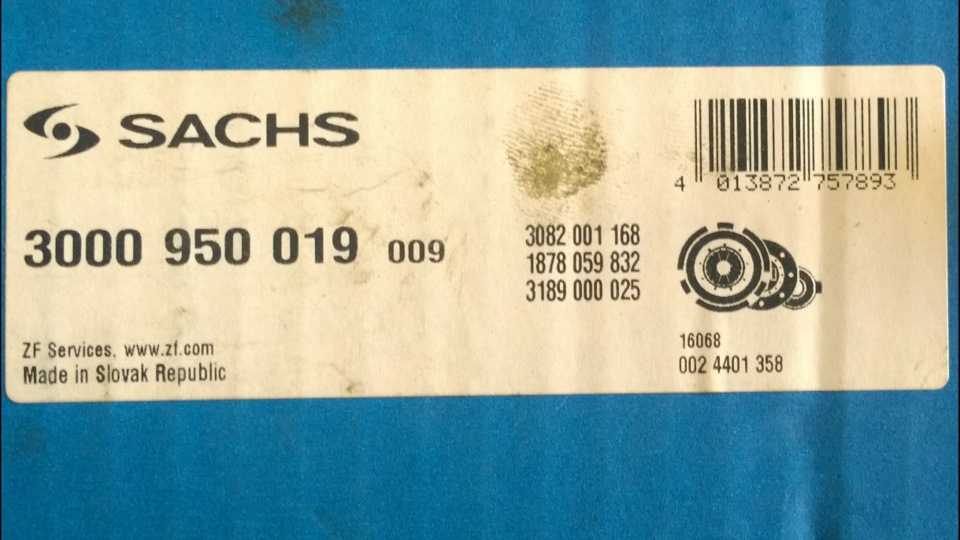 SACHS
4 013872 757893
3000 950 019 009
3082 001 168
1878 059 832
3189 000 025
ZF Services, www.zf.com
Made in Slovak Republic
16068
002 4401 358